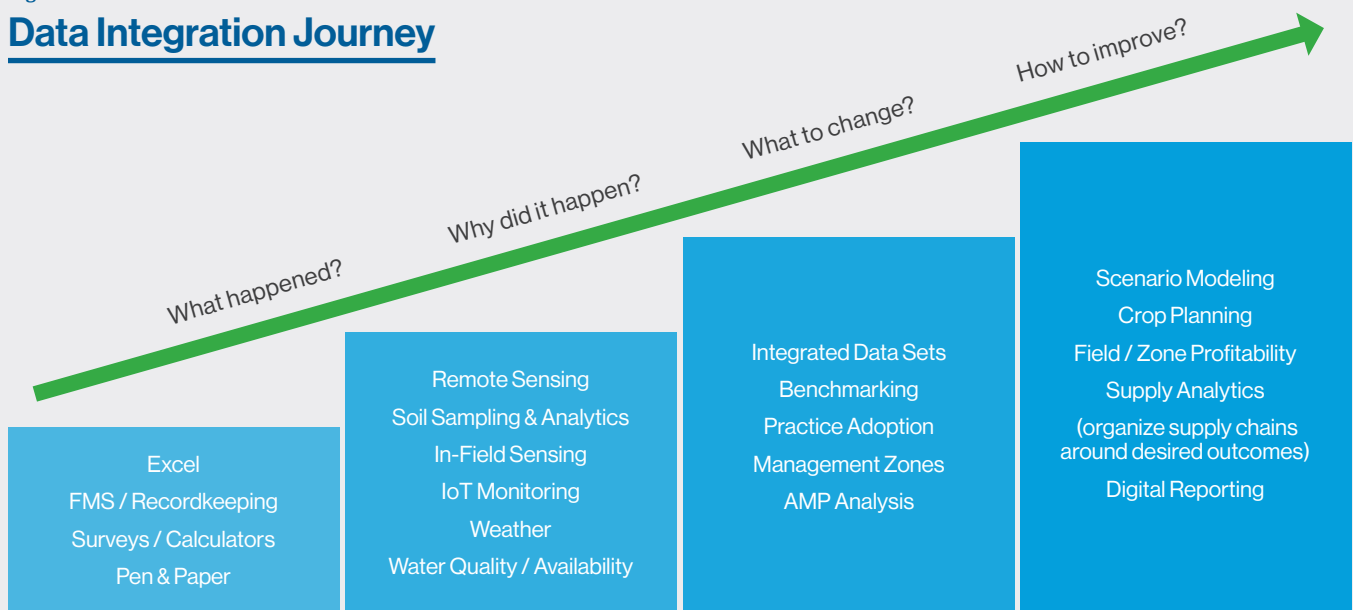 Data Integration Journey
What happened?
Why did it happen?
What to change?
How to improve?
Excel
FMS / Recordkeeping
Surveys / Calculators
Pen & Paper
Remote Sensing
Soil Sampling & Analytics
In-Field Sensing
IoT Monitoring
Weather
Water Quality / Availability
Integrated Data Sets
Benchmarking
Practice Adoption
Management Zones
AMP Analysis
Scenario Modeling
Crop Planning
Field / Zone Profitability
Supply Analytics
(organize supply chains
around desired outcomes)
Digital Reporting